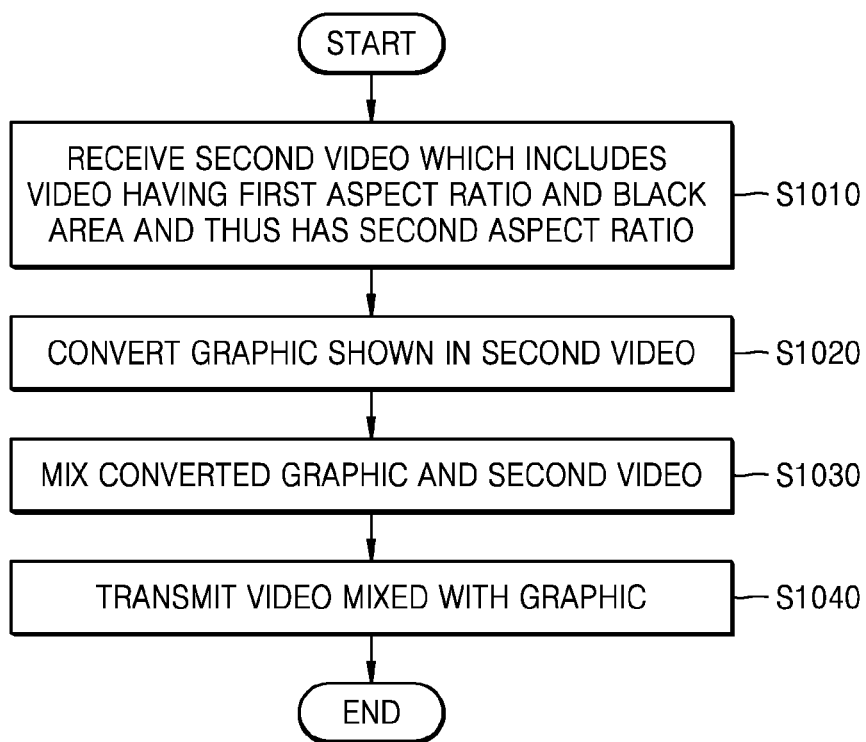 START
RECEIVE SECOND VIDEO WHICH INCLUDES
VIDEO HAVING FIRST ASPECT RATIO AND BLACK
AREA AND THUS HAS SECOND ASPECT RATIO
S1010
CONVERT GRAPHIC SHOWN IN SECOND VIDEO
S1020
MIX CONVERTED GRAPHIC AND SECOND VIDEO
S1030
TRANSMIT VIDEO MIXED WITH GRAPHIC
S1040
END